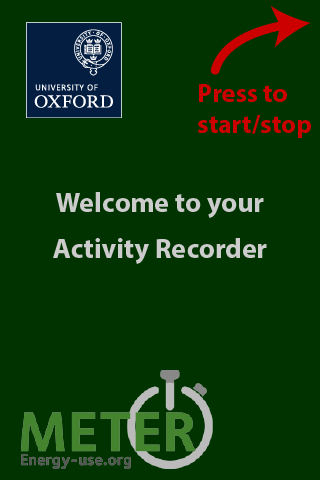 UNIVERSITY OF
OXFORD
Press to
start/stop
Welcome to your
Activity Recorder
METER
Energy-use.org